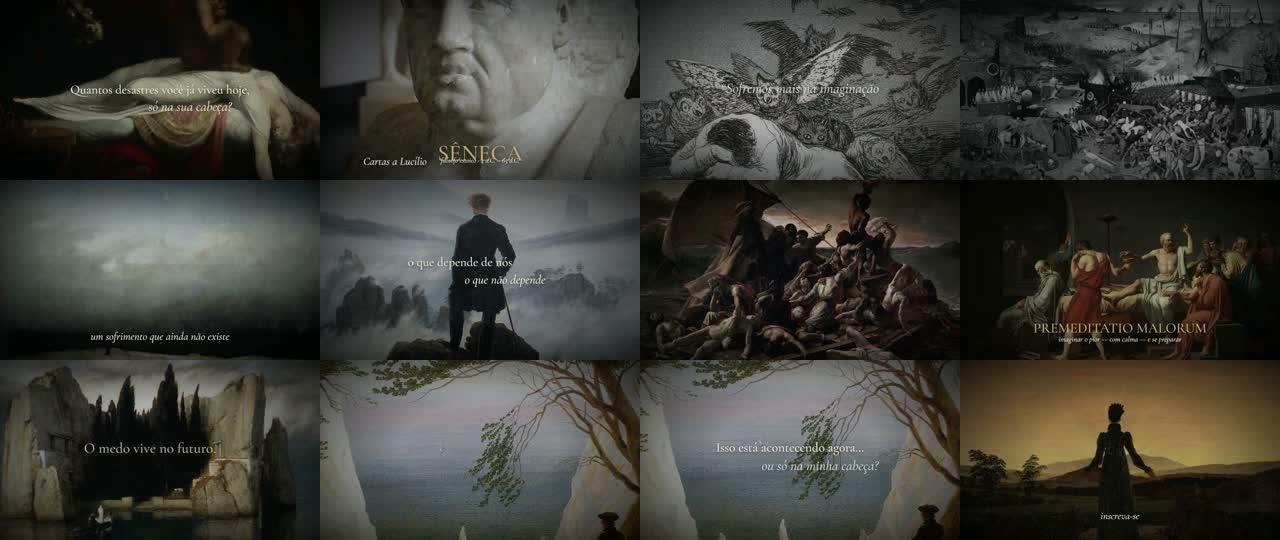 Quantos desastres você já viveu hoje,
só na sua cabeça?
SÊNECA
Cartas a Lucílio
"Sofremos mais na imaginação
um sofrimento que ainda não existe
o que depende de nós
o que não depende
PREMEDITATIO MALORUM
imaginar o pior — com calma — e se preparar
O medo vive no futuro.
Isso está acontecendo agora...
ou só na minha cabeça?
inscreva-se